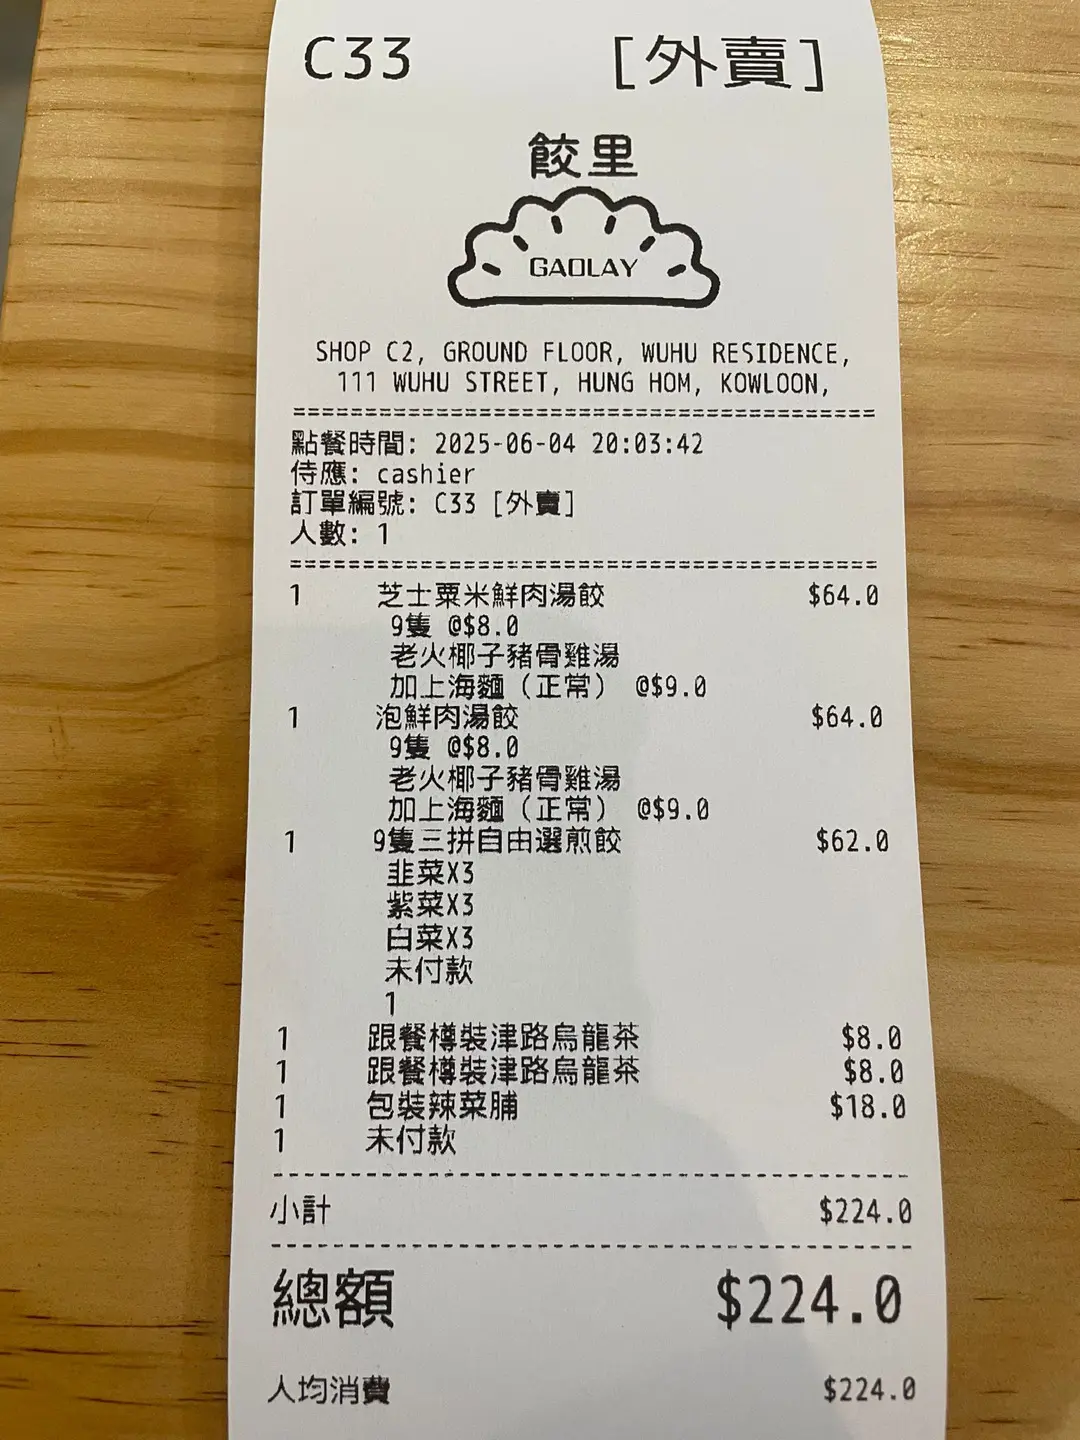 C33 [外賣]
餃里
GAOLAY
SHOP C2, GROUND FLOOR, WUHU RESIDENCE,
111 WUHU STREET, HUNG HOM, KOWLOON,
點餐時間: 2025-06-04 20:03:42
侍應: cashier
訂單編號: C33 [外賣]
人數: 1
1 芝士粟米鮮肉湯餃 $64.0
9隻 @$8.0
老火椰子豬骨雞湯
加上海麵（正常） @$9.0
1 泡鮮肉湯餃 $64.0
9隻 @$8.0
老火椰子豬骨雞湯
加上海麵（正常） @$9.0
1 9隻三拼自由選煎餃 $62.0
韭菜X3
紫菜X3
白菜X3
未付款
1
1 跟餐樽裝津路烏龍茶 $8.0
1 跟餐樽裝津路烏龍茶 $8.0
1 包裝辣菜脯 $18.0
1 未付款
小計 $224.0
總額 $224.0
人均消費 $224.0